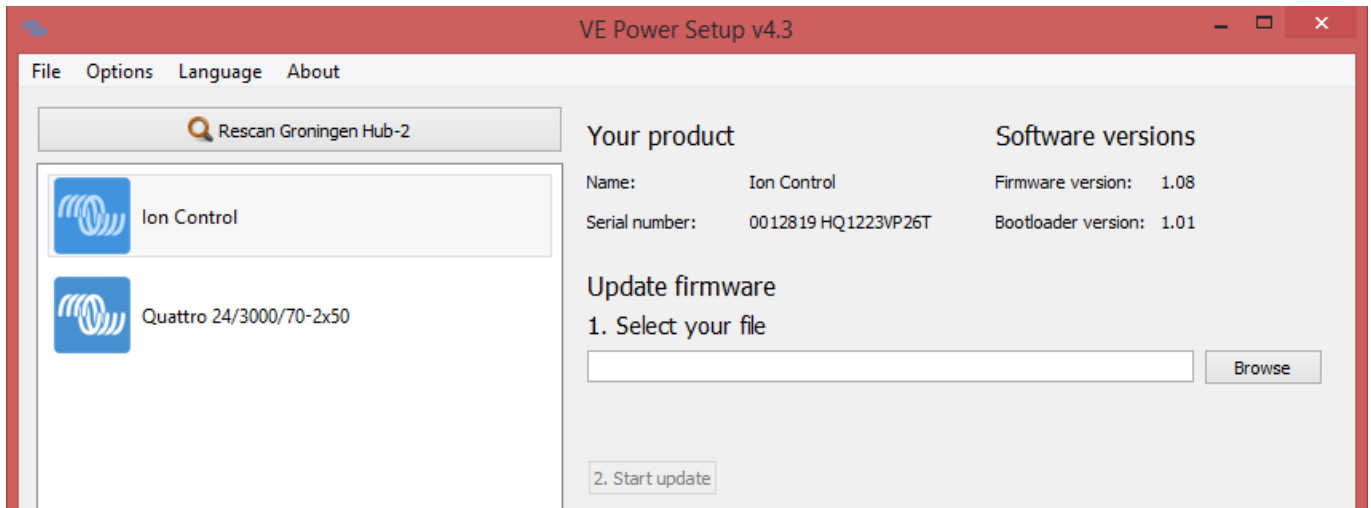 VE Power Setup v4.3
File Options Language About
Rescan Groningen Hub-2
Ion Control
Quattro 24/3000/70-2x50
Your product
Name: Ion Control
Serial number: 0012819 HQ1223VP26T
Software versions
Firmware version: 1.08
Bootloader version: 1.01
Update firmware
1. Select your file
Browse
2. Start update